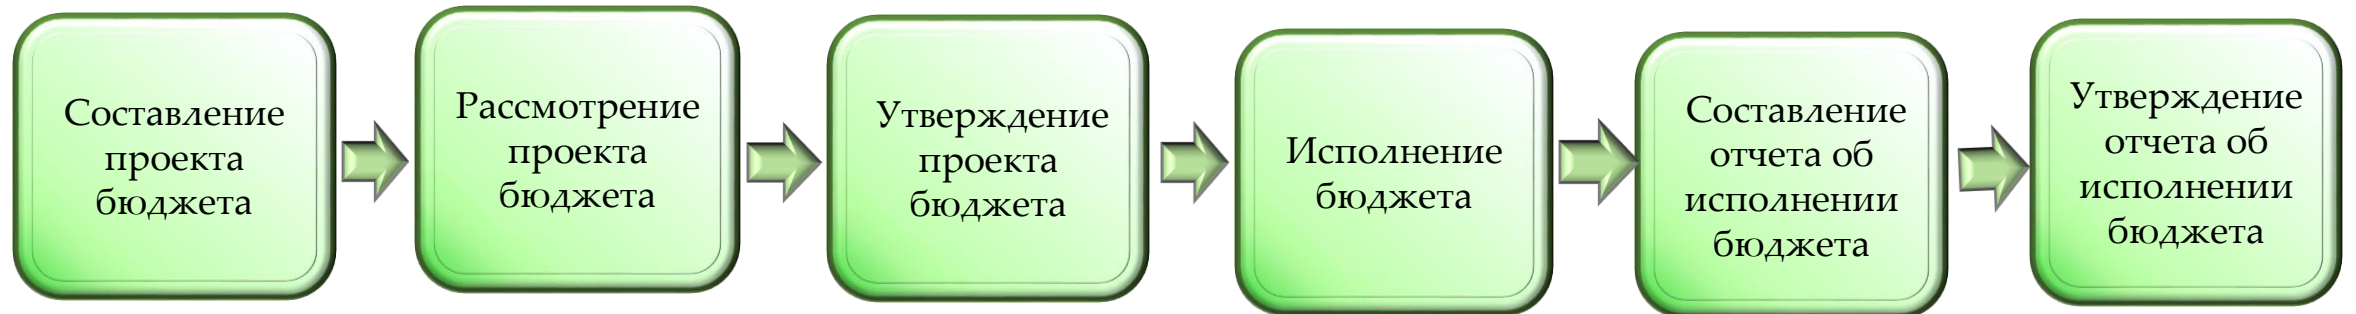 Составление
проекта
бюджета
Рассмотрение
проекта
бюджета
Утверждение
проекта
бюджета
Исполнение
бюджета
Составление
отчета об
исполнении
бюджета
Утверждение
отчета об
исполнении
бюджета